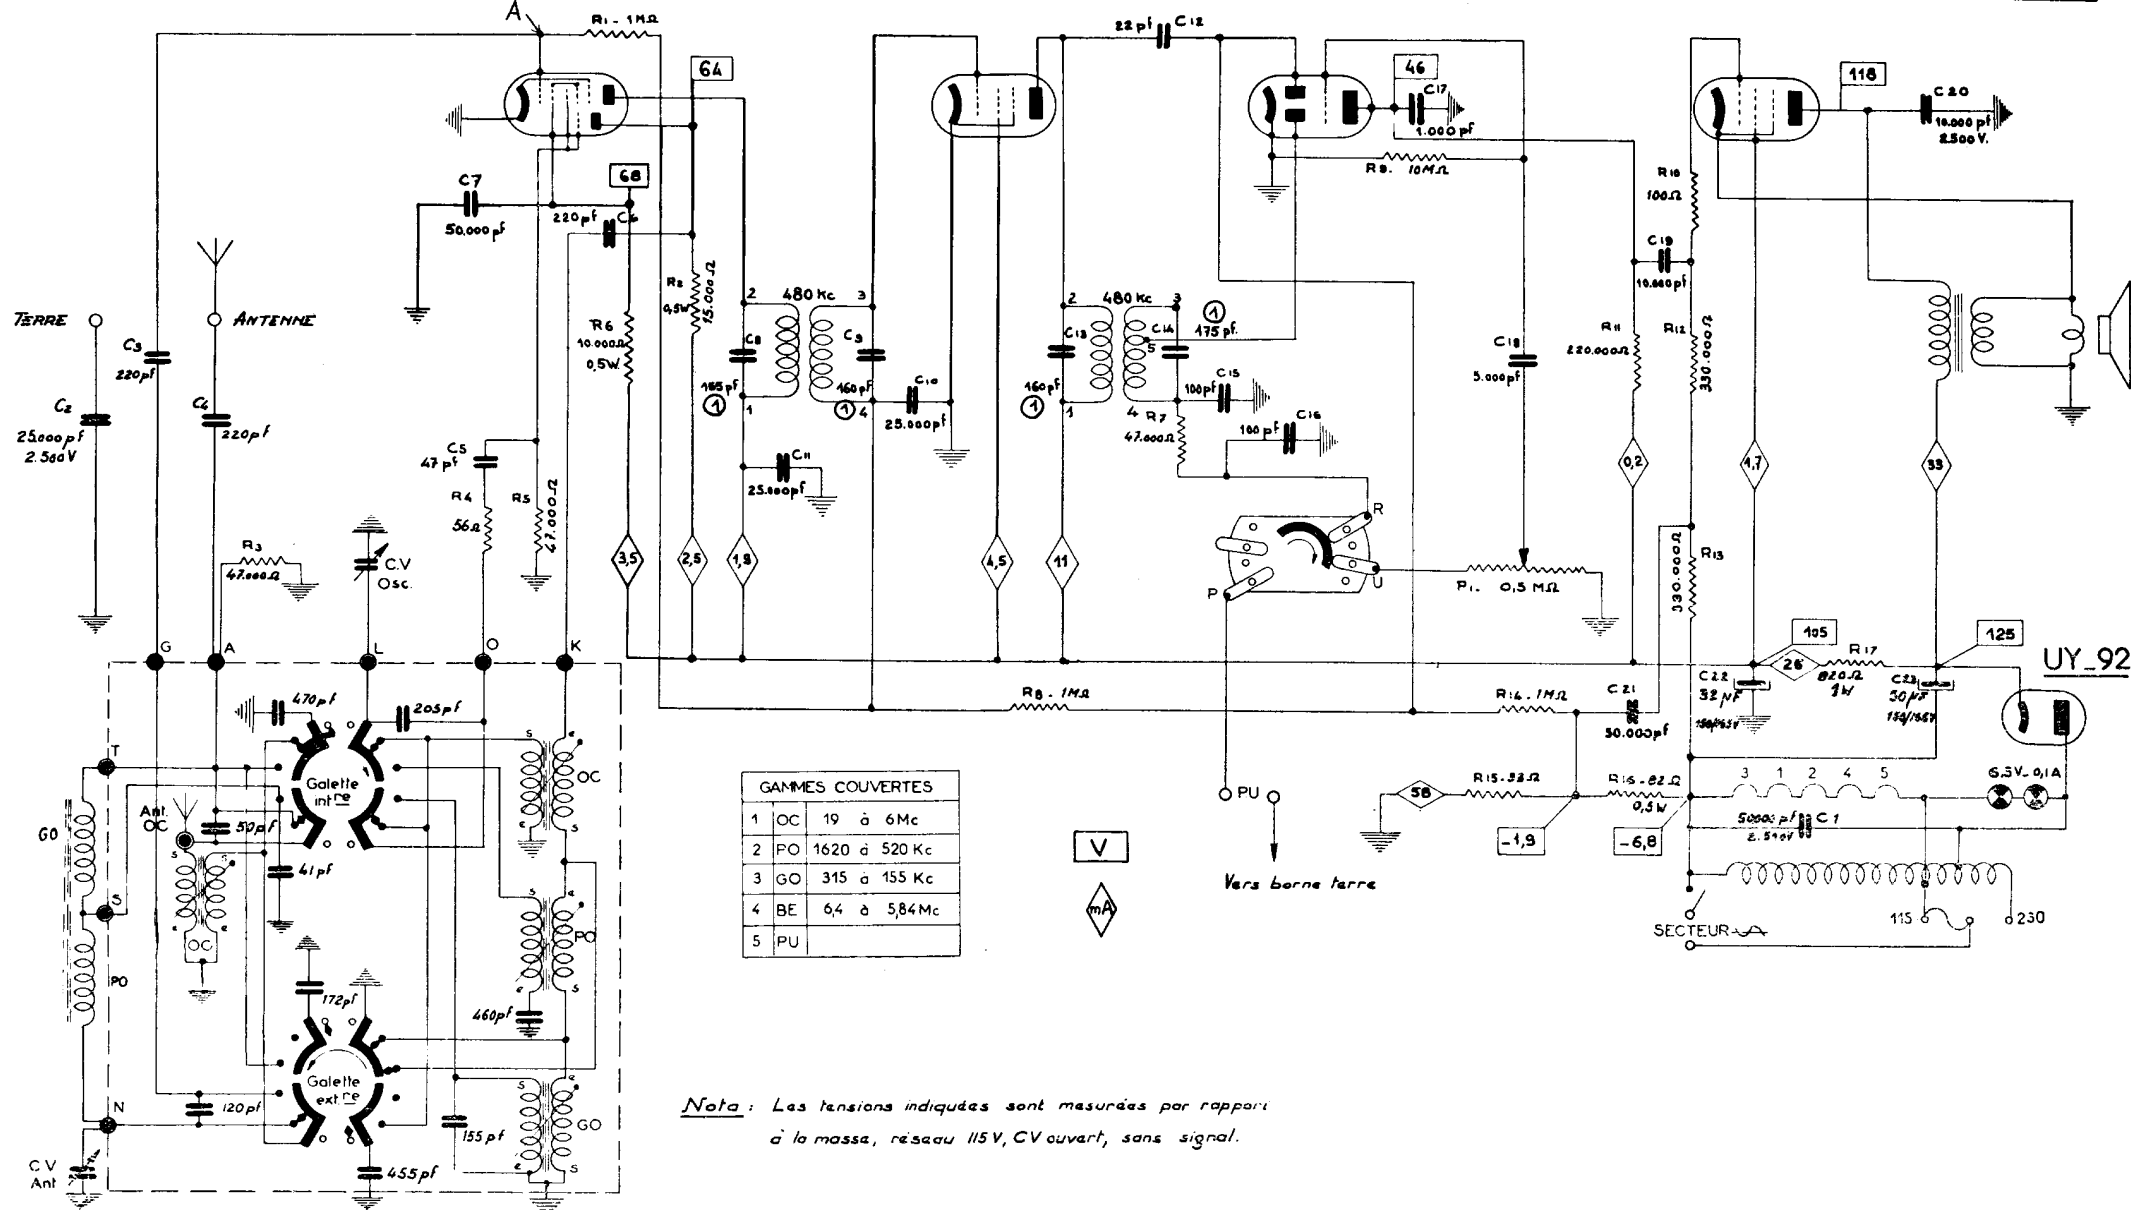 A
R1 - 1MΩ
64
22 pf C12
46
C17
1.000 pf
118
C20
10.000 pf
2.500 V.
68
C7
50.000 pf
220 pf C6
R9. 10MΩ
R10
100Ω
C19
10.000 pf
TERRE
ANTENNE
C3
220 pf
C2
25.000 pf
2.500V
C4
220 pf
R6
10.000Ω
0,5W.
R2
0,5W
15.000Ω
2
480 Kc
3
C8
165 pf
1
1
C9
160 pf
1
4
C10
25.000 pf
C11
25.000 pf
2
480 Kc
3
C13
160 pf
1
1
C14
1
175 pf.
5
4
C15
100 pf
R7
47.000Ω
C16
100 pf
C18
5.000 pf
R11
220.000Ω
R12
330.000Ω
0,2
1,7
33
C5
47 pf
R4
56Ω
R5
47.000Ω
R3
47.000Ω
C.V
Osc.
3,5
2,5
1,9
4,5
11
R
U
P
P1. 0,5 MΩ
R13
330.000Ω
G
A
L
O
K
105
26
R17
820Ω
1W
125
UY_92
C22
32 µF
C23
50 µF
R8 - 1MΩ
R14 - 1MΩ
C21
50.000 pf
470 pf
205 pf
T
S
N
GO
PO
Galette
intre
Ant.
OC
50 pf
41 pf
OC
S
e
OC
PO
GO
172 pf
460 pf
Galette
ext.re
120 pf
155 pf
455 pf
C V
Ant
GAMMES COUVERTES
1 OC 19 à 6Mc
2 PO 1620 à 520 Kc
3 GO 315 à 155 Kc
4 BE 6,4 à 5,84Mc
5 PU
V
mA
PU
Vers borne terre
58
R15 - 33Ω
R16 - 82Ω
0,5W
-1,9
-6,8
3 1 2 4 5
6,3V - 0,1A
50000 pf C1
SECTEUR
115
230
Nota : Les tensions indiquées sont mesurées par rapport
à la masse, réseau 115 V, CV ouvert, sans signal.